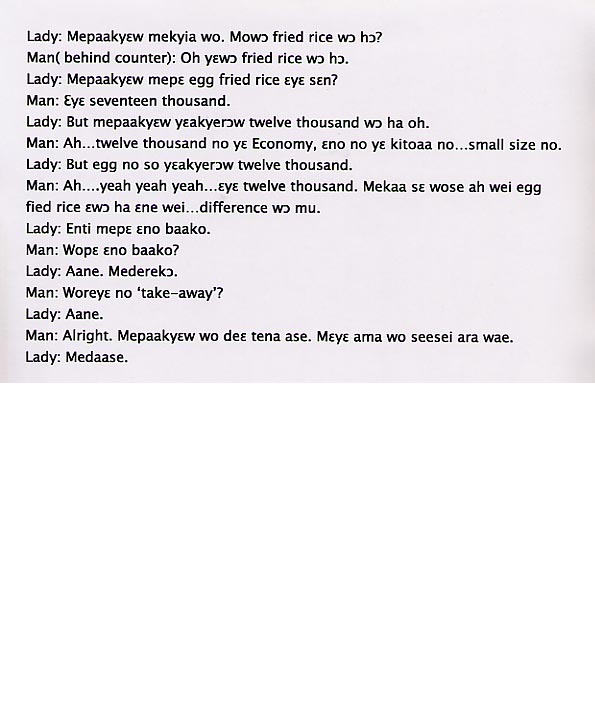 Lady: Mepaakyɛw mekyia wo. Mowɔ fried rice wɔ hɔ?
Man( behind counter): Oh yɛwɔ fried rice wɔ hɔ.
Lady: Mepaakyɛw mepɛ egg fried rice ɛyɛ sɛn?
Man: Ɛyɛ seventeen thousand.
Lady: But mepaakyɛw yɛakyerɔw twelve thousand wɔ ha oh.
Man: Ah...twelve thousand no yɛ Economy, ɛno no yɛ kitoaa no...small size no.
Lady: But egg no so yɛakyerɔw twelve thousand.
Man: Ah....yeah yeah yeah...ɛyɛ twelve thousand. Mekaa sɛ wose ah wei egg
fied rice ɛwɔ ha ɛne wei...difference wɔ mu.
Lady: Enti mepɛ ɛno baako.
Man: Wopɛ ɛno baako?
Lady: Aane. Mederekɔ.
Man: Woreyɛ no ‘take-away’?
Lady: Aane.
Man: Alright. Mepaakyɛw wo deɛ tena ase. Mɛyɛ ama wo seesei ara wae.
Lady: Medaase.